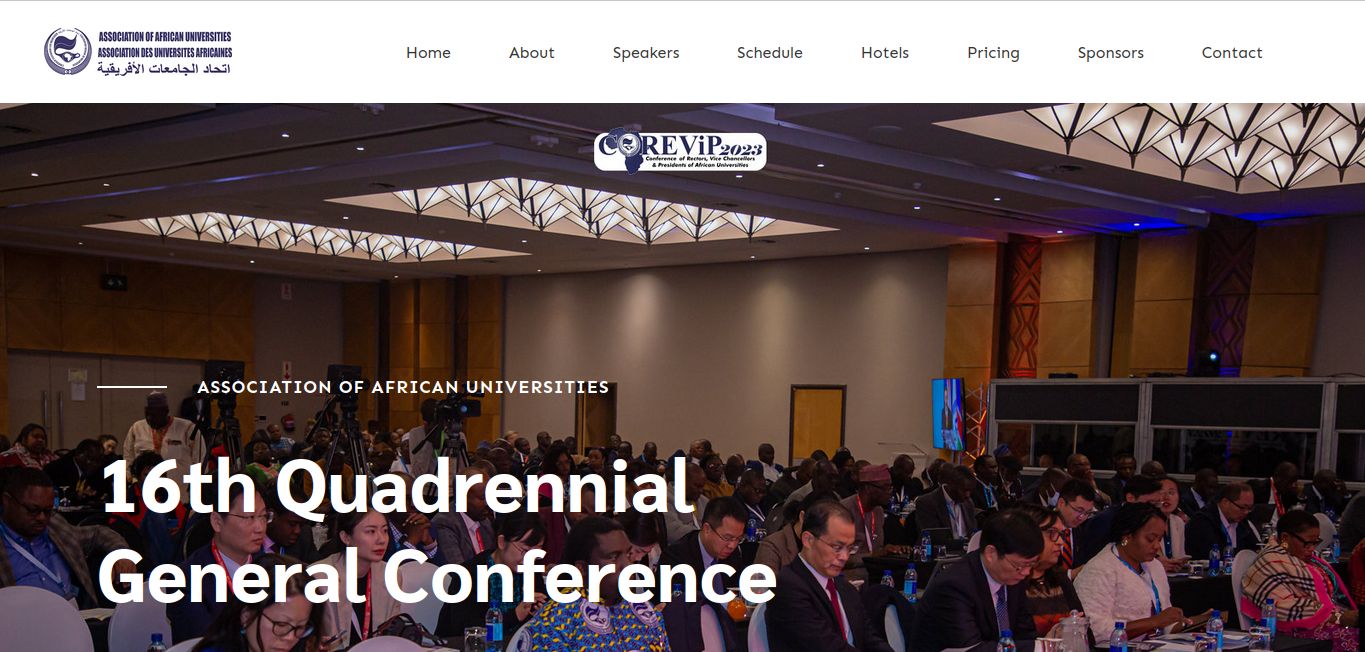 ASSOCIATION OF AFRICAN UNIVERSITIES
ASSOCIATION DES UNIVERSITES AFRICAINES
اتحاد الجامعات الأفريقية
Home
About
Speakers
Schedule
Hotels
Pricing
Sponsors
Contact
COREViP2023
Conference of Rectors, Vice Chancellors
& Presidents of African Universities
ASSOCIATION OF AFRICAN UNIVERSITIES
16th Quadrennial
General Conference